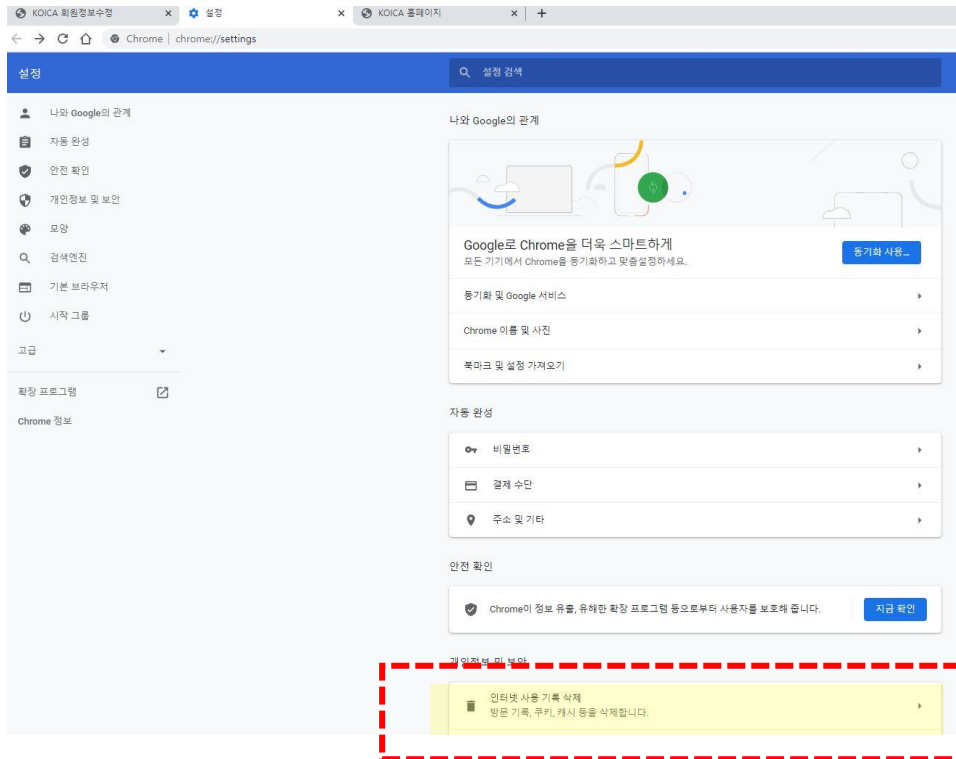 KOICA 회원정보수정
설정
KOICA 홈페이지
Chrome | chrome://settings
설정
설정 검색
나와 Google의 관계
자동 완성
안전 확인
개인정보 및 보안
모양
검색엔진
기본 브라우저
시작 그룹
고급
확장 프로그램
Chrome 정보
나와 Google의 관계
Google로 Chrome을 더욱 스마트하게
모든 기기에서 Chrome을 동기화하고 맞춤설정하세요.
동기화 사용...
동기화 및 Google 서비스
Chrome 이름 및 사진
북마크 및 설정 가져오기
자동 완성
비밀번호
결제 수단
주소 및 기타
안전 확인
Chrome이 정보 유출, 유해한 확장 프로그램 등으로부터 사용자를 보호해 줍니다.
지금 확인
개인정보 및 보안
인터넷 사용 기록 삭제
방문 기록, 쿠키, 캐시 등을 삭제합니다.